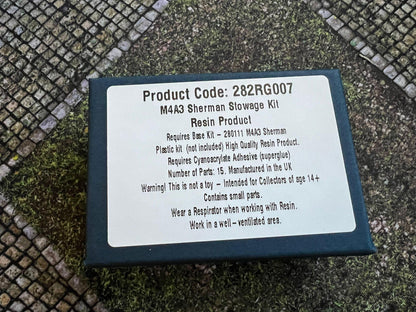 Product Code: 282RG007
M4A3 Sherman Stowage Kit
Resin Product
Requires Base Kit - 280111 M4A3 Sherman
Plastic kit (not included) High Quality Resin Product.
Requires Cyanoacrylate Adhesive (superglue)
Number of Parts: 15. Manufactured in the UK
Warning! This is not a toy - Intended for Collectors of age 14+
Contains small parts.
Wear a Respirator when working with Resin.
Work in a well - ventilated area.